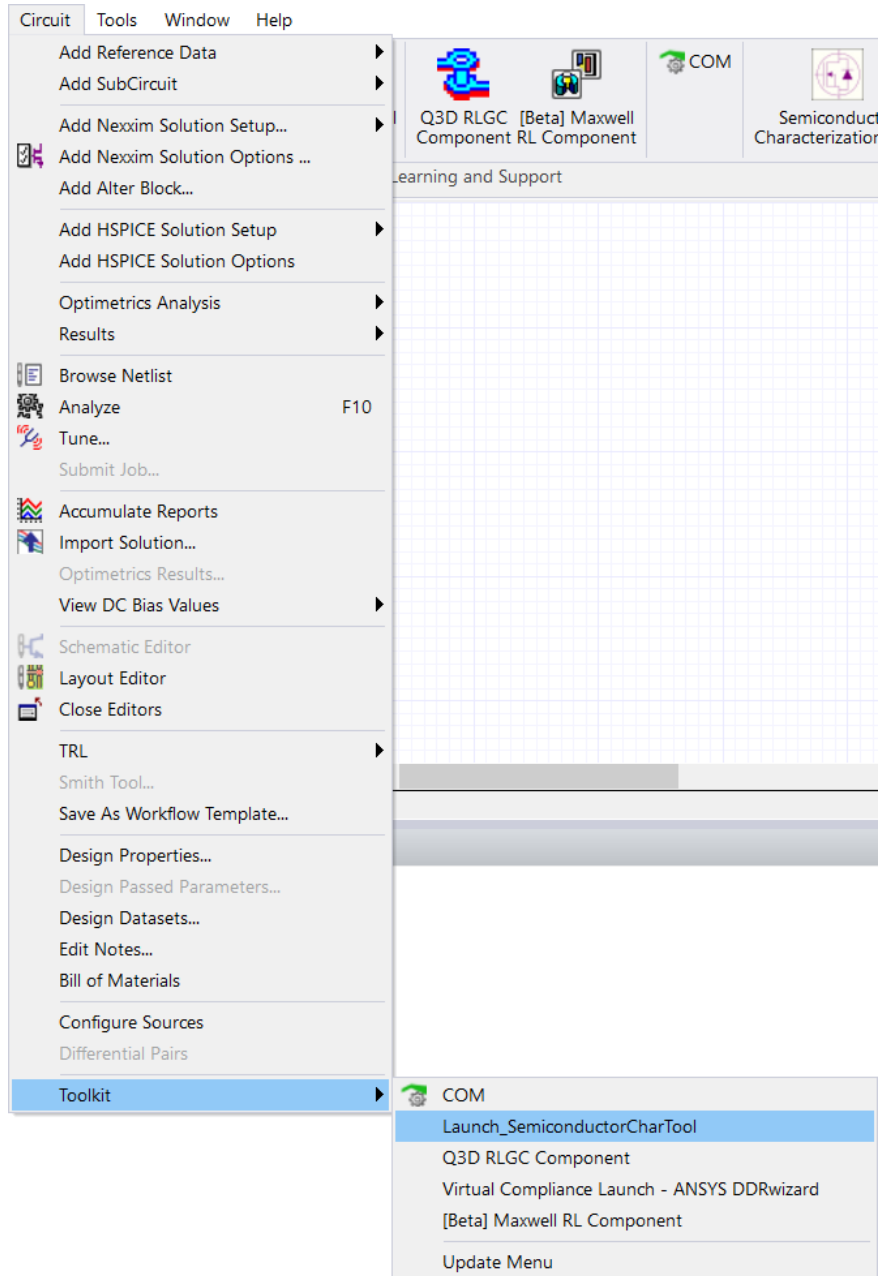 Circuit Tools Window Help
Add Reference Data
Add SubCircuit
Add Nexxim Solution Setup...
Add Nexxim Solution Options ...
Add Alter Block...
Add HSPICE Solution Setup
Add HSPICE Solution Options
Optimetrics Analysis
Results
Browse Netlist
Analyze F10
Tune...
Submit Job...
Accumulate Reports
Import Solution...
Optimetrics Results...
View DC Bias Values
Schematic Editor
Layout Editor
Close Editors
TRL
Smith Tool...
Save As Workflow Template...
Design Properties...
Design Passed Parameters...
Design Datasets...
Edit Notes...
Bill of Materials
Configure Sources
Differential Pairs
Toolkit
Q3D RLGC
Component
[Beta] Maxwell
RL Component
COM
Semiconduct
Characterization
Learning and Support
COM
Launch_SemiconductorCharTool
Q3D RLGC Component
Virtual Compliance Launch - ANSYS DDRwizard
[Beta] Maxwell RL Component
Update Menu